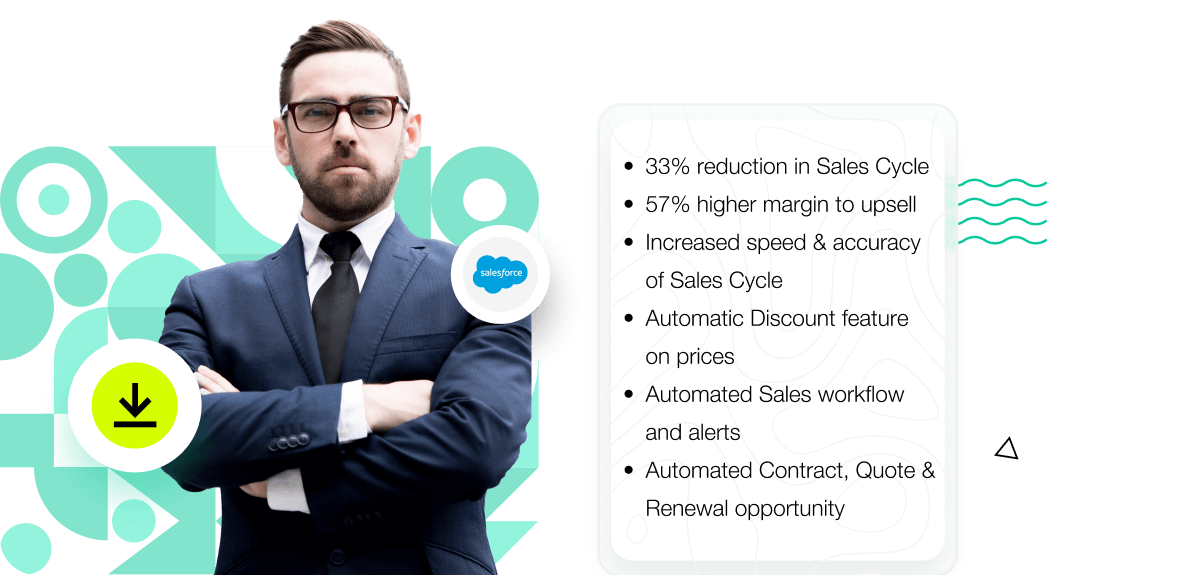 salesforce
• 33% reduction in Sales Cycle
• 57% higher margin to upsell
• Increased speed & accuracy
of Sales Cycle
• Automatic Discount feature
on prices
• Automated Sales workflow
and alerts
• Automated Contract, Quote &
Renewal opportunity